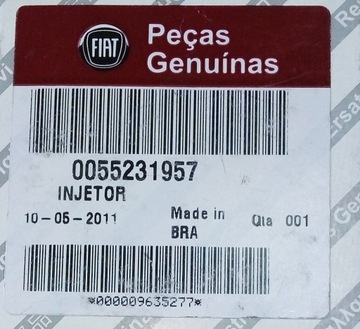 FIAT
Peças
Genuínas
0055231957
INJETOR
10-05-2011
Made in
BRA
Qta 001
*000009635277*